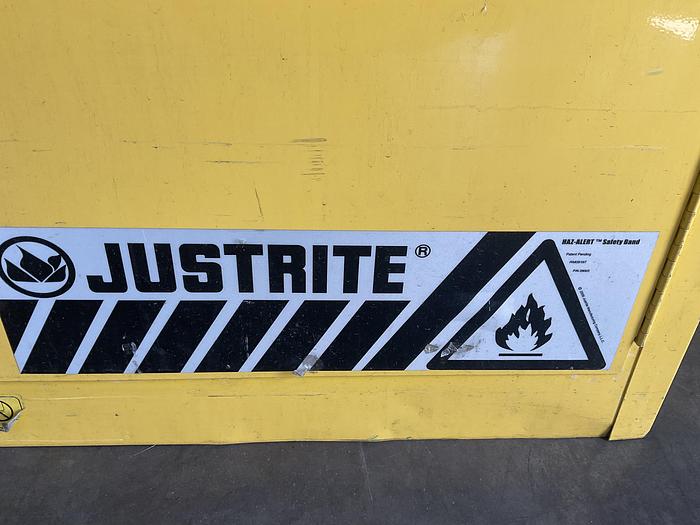 JUSTRITE®
HAZ-ALERT™ Safety Band
Patent Pending